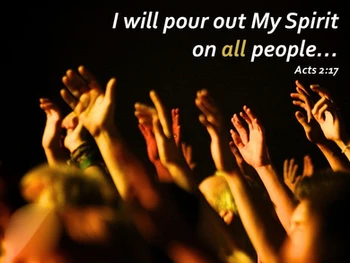 I will pour out My Spirit
on all people...
Acts 2:17